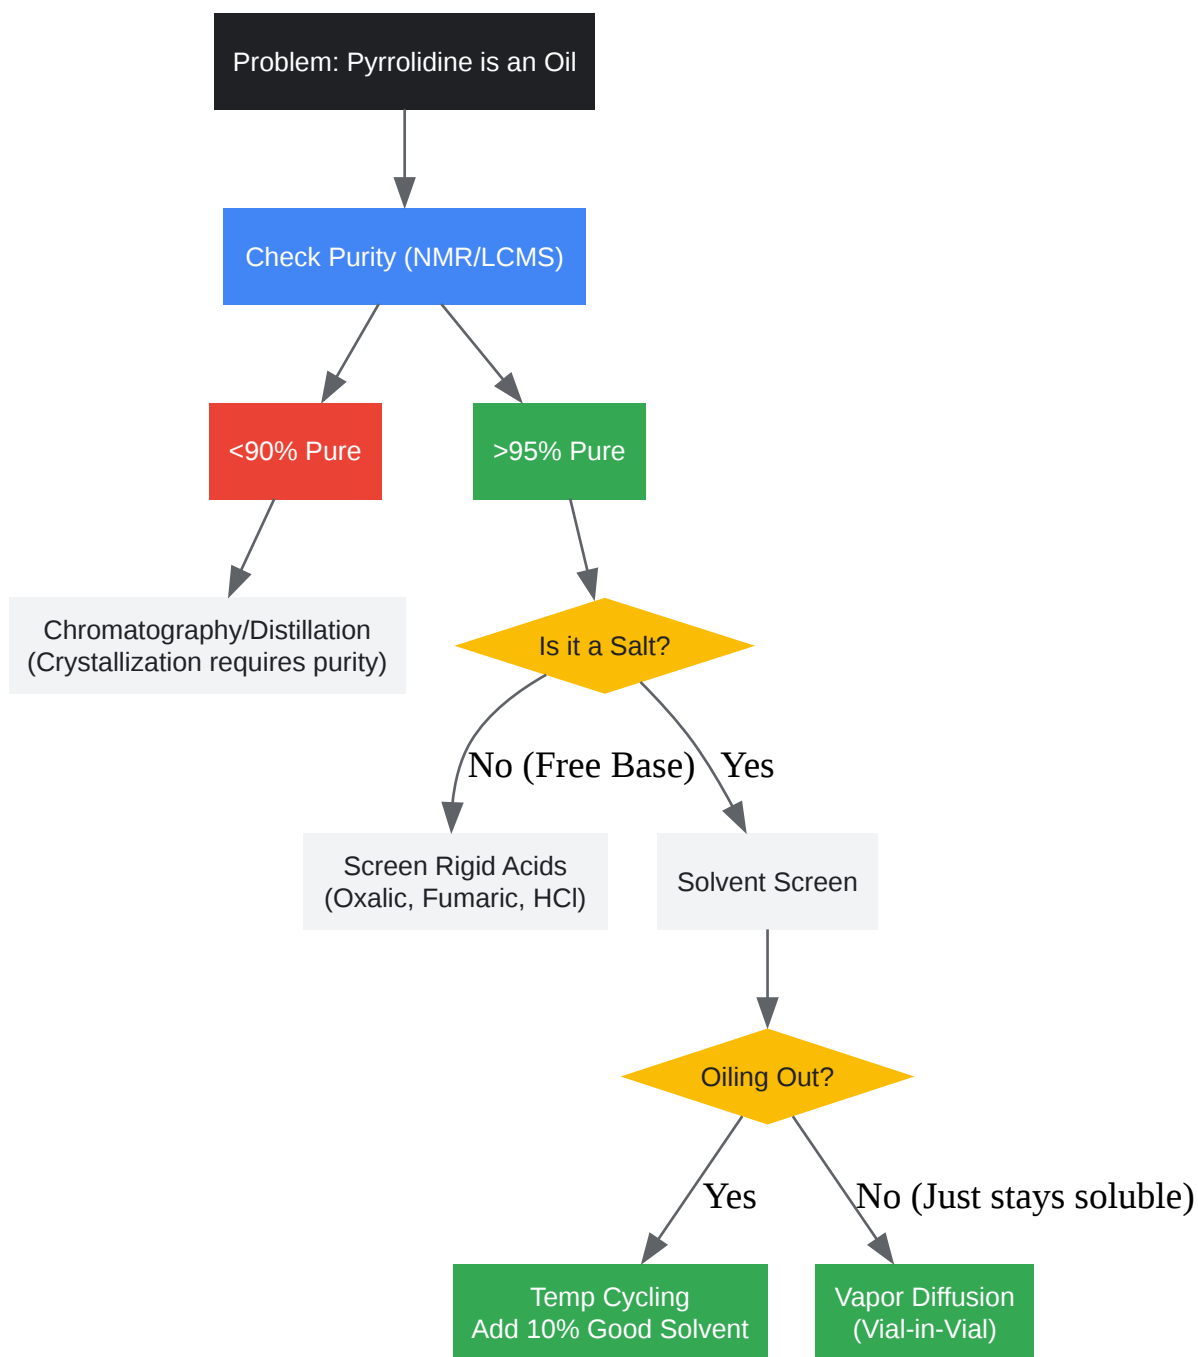 Problem: Pyrrolidine is an Oil
Check Purity (NMR/LCMS)
<90% Pure
>95% Pure
Chromatography/Distillation
(Crystallization requires purity)
Is it a Salt?
No (Free Base)
Yes
Screen Rigid Acids
(Oxalic, Fumaric, HCl)
Solvent Screen
Oiling Out?
Yes
No (Just stays soluble)
Temp Cycling
Add 10% Good Solvent
Vapor Diffusion
(Vial-in-Vial)